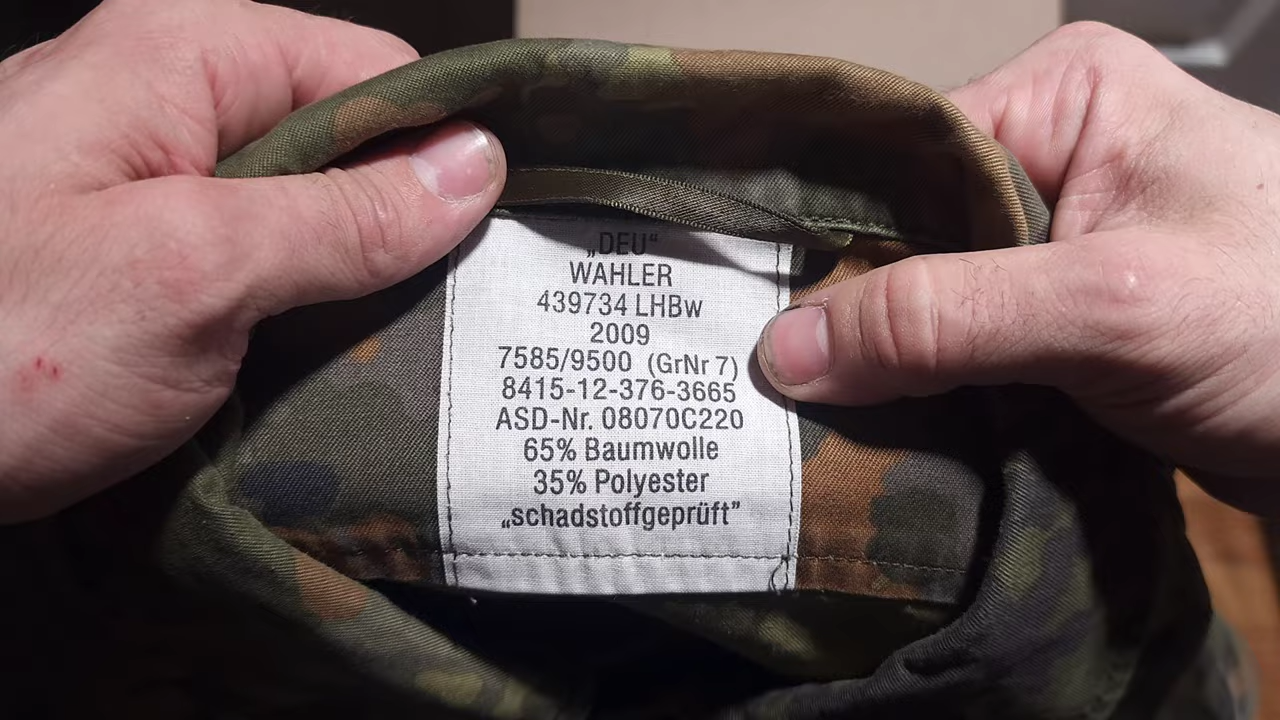 „DEU“
WAHLER
439734 LHBw
2009
7585/9500 (GrNr 7)
8415-12-376-3665
ASD-Nr. 08070C220
65% Baumwolle
35% Polyester
„schadstoffgeprüft”